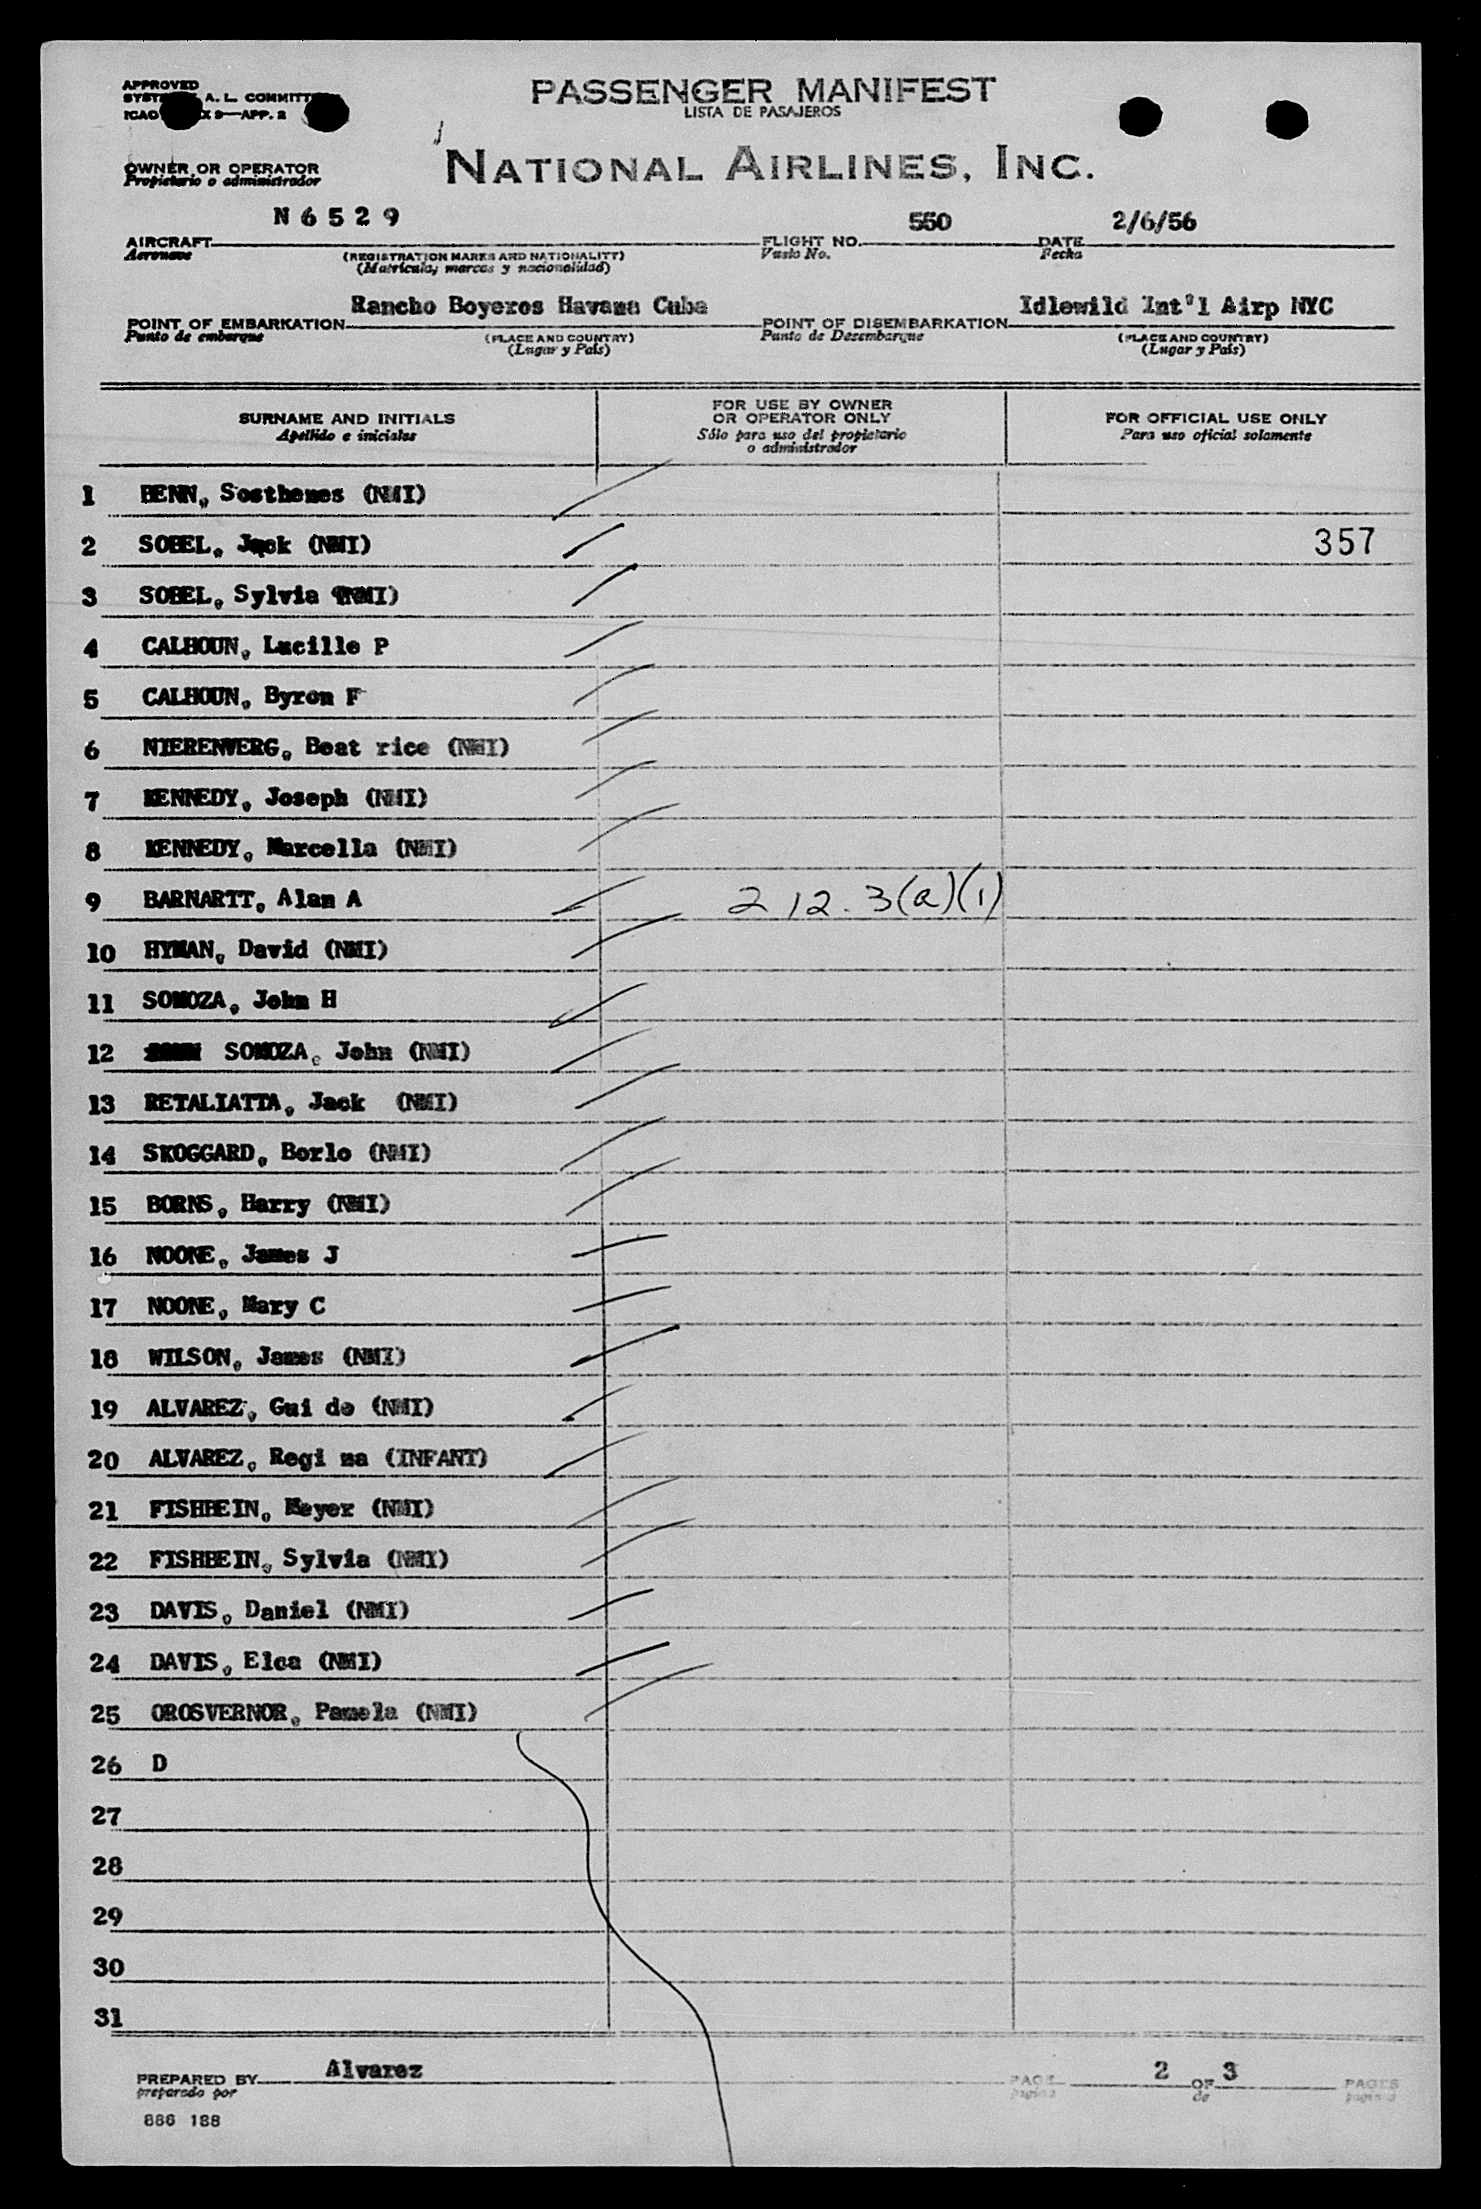 APPROVED
PASSENGER MANIFEST
A. L. COMMITT
LISTA DE PASAJEROS
ICAO X 9—APP. 2
OWNER OR OPERATOR
NATIONAL AIRLINES, INC.
Propietario o administrador
N6529 550 2/6/56
AIRCRAFT FLIGHT NO. DATE
Aeronave (REGISTRATION MARKS AND NATIONALITY) No. Fecha
(Matrícula, marcas y nacionalidad)
Rancho Boyeros Havana Cuba Idlewild Int'l Airp NYC
POINT OF EMBARKATION POINT OF DISEMBARKATION
Punto de embarque (PLACE AND COUNTRY) Punto de Desembarque (PLACE AND COUNTRY)
(Lugar y País) (Lugar y País)
SURNAME AND INITIALS FOR USE BY OWNER OR OPERATOR ONLY FOR OFFICIAL USE ONLY
Apellido e iniciales Sólo para uso del propietario o administrador Para uso oficial solamente
1 BENN, Sosthenes (NMI)
2 SOBEL, Jack (NMI) 357
3 SOBEL, Sylvia (NMI)
4 CALHOUN, Lucille P
5 CALHOUN, Byron F
6 NIERENVERG, Beat rice (NMI)
7 KENNEDY, Joseph (NMI)
8 KENNEDY, Marcella (NMI)
9 BARNARTT, Alan A 212.3(a)(1)
10 HYMAN, David (NMI)
11 SOMOZA, John H
12 SOMOZA, John (NMI)
13 RETALIATTA, Jack (NMI)
14 SKOGGARD, Borlo (NMI)
15 BORNS, Harry (NMI)
16 NOONE, James J
17 NOONE, Mary C
18 WILSON, James (NMI)
19 ALVAREZ, Gui do (NMI)
20 ALVAREZ, Regi na (INFANT)
21 FISHBEIN, Meyer (NMI)
22 FISHBEIN, Sylvia (NMI)
23 DAVIS, Daniel (NMI)
24 DAVIS, Elca (NMI)
25 OROSVERNOR, Pamela (NMI)
26 D
27
28
29
30
31
PREPARED BY Alvarez PAGE 2 OF 3 PAGES
preparado por página de páginas
886 188